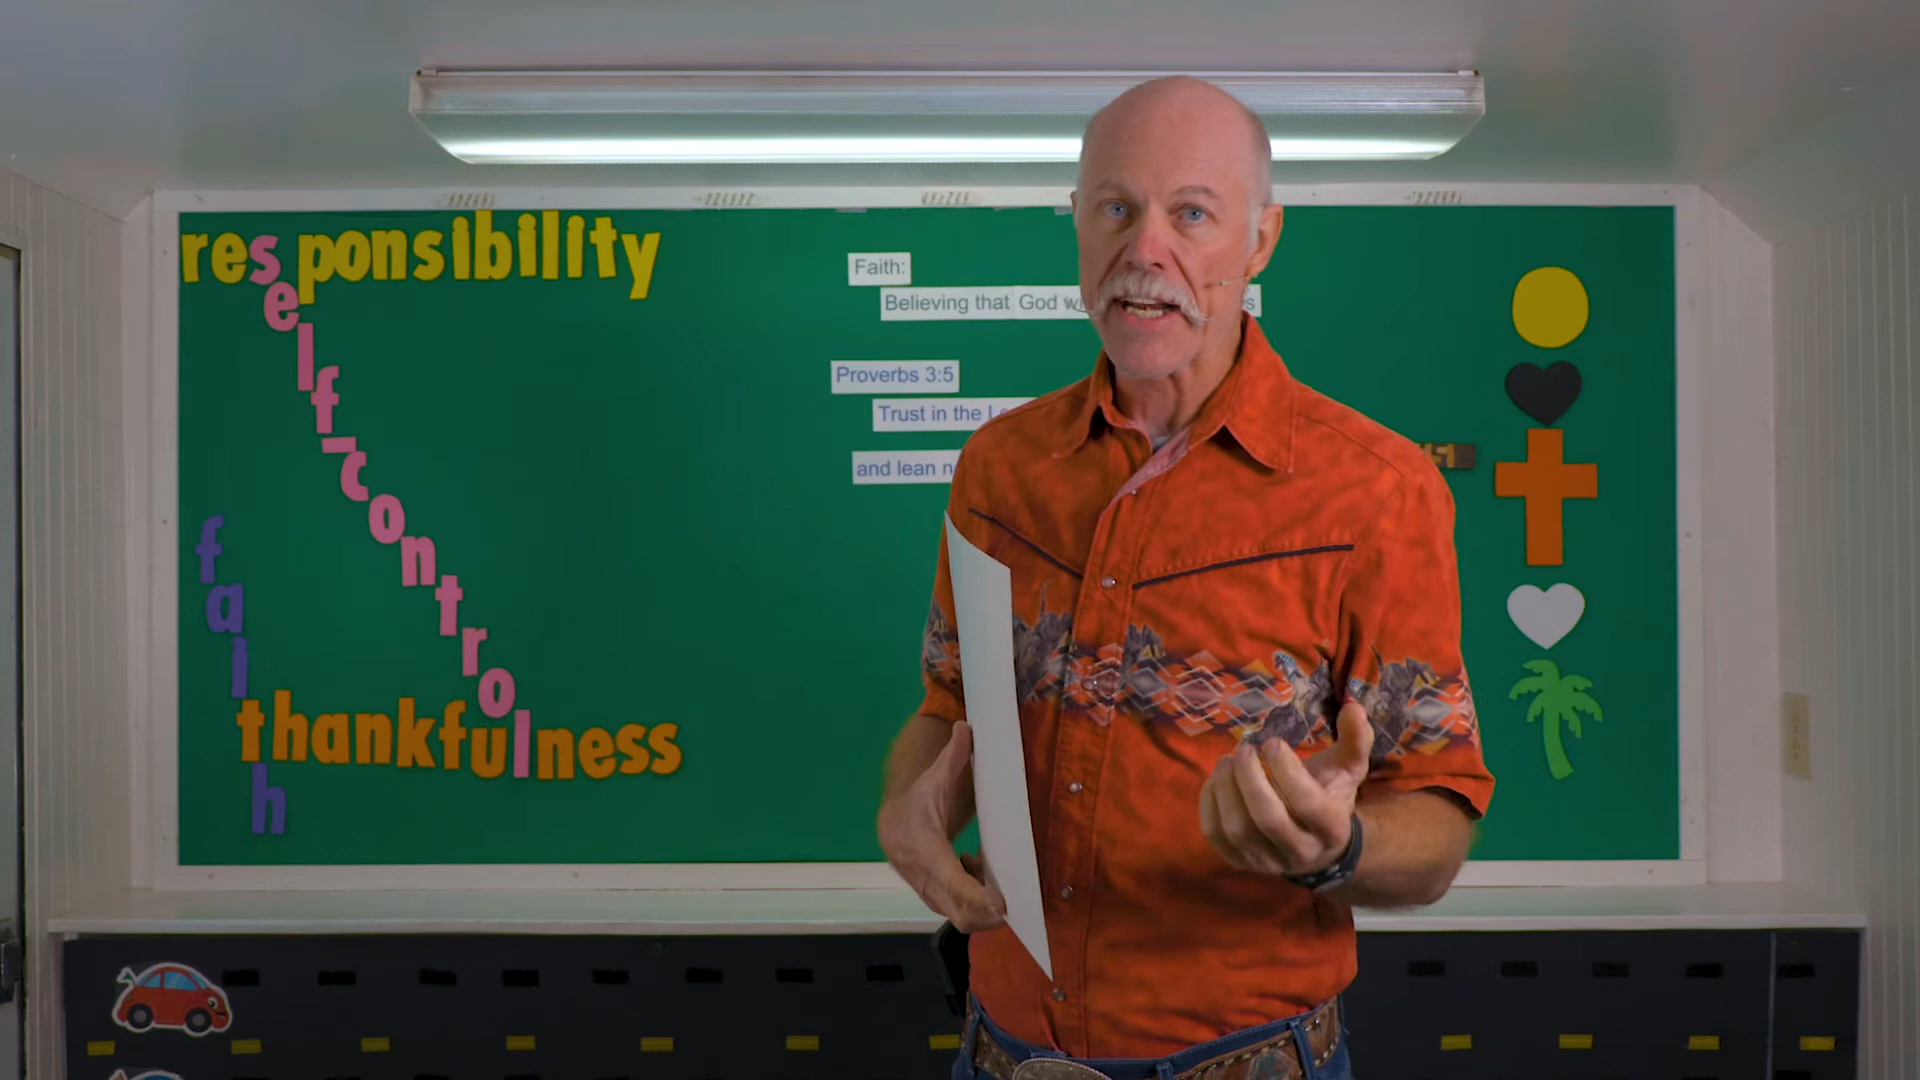 responsibility
self-control
faith
thankfulness
Faith:
Believing that God
Proverbs 3:5
Trust in the
and lean